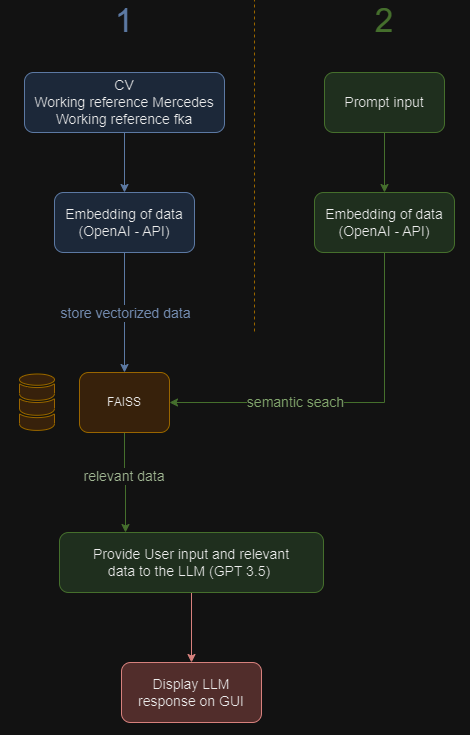 1
2
CV
Working reference Mercedes
Working reference fka
Prompt input
Embedding of data
(OpenAI - API)
Embedding of data
(OpenAI - API)
store vectorized data
FAISS
semantic seach
relevant data
Provide User input and relevant
data to the LLM (GPT 3.5)
Display LLM
response on GUI